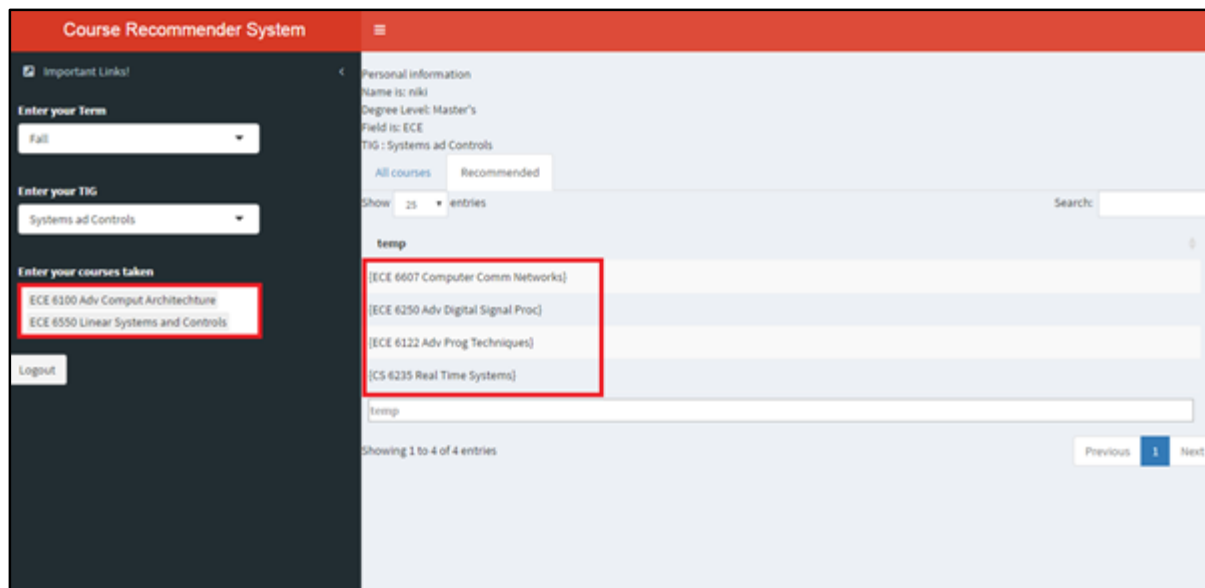 Course Recommender System
Important Links!
Enter your Term
Fall
Enter your TIG
Systems ad Controls
Enter your courses taken
ECE 6100 Adv Comput Architechture
ECE 6550 Linear Systems and Controls
Logout
Personal information
Name is: niki
Degree Level: Master's
Field is: ECE
TIG : Systems ad Controls
All courses Recommended
Show 25 entries Search:
temp
{ECE 6607 Computer Comm Networks}
{ECE 6250 Adv Digital Signal Proc}
{ECE 6122 Adv Prog Techniques}
{CS 6235 Real Time Systems}
temp
Showing 1 to 4 of 4 entries Previous 1 Next